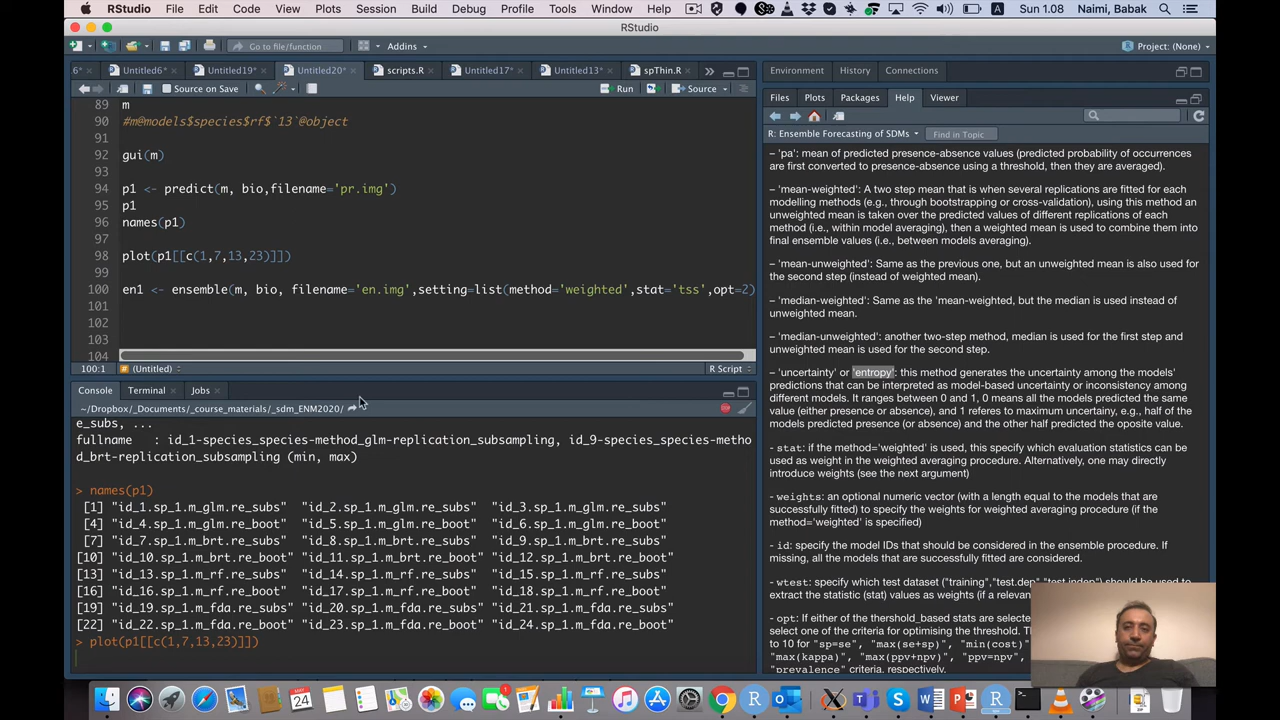 RStudio File Edit Code View Plots Session Build Debug Profile Tools Window Help Sun 1.08 Naimi, Babak
RStudio
Go to file/function Addins Project: (None)
6* Untitled6* Untitled19* Untitled20* scripts.R Untitled17* Untitled13* spThin.R
Source on Save Run Source
89 m
90 #m@models$species$rf$`13`@object
91
92 gui(m)
93
94 p1 <- predict(m, bio,filename='pr.img')
95 p1
96 names(p1)
97
98 plot(p1[[c(1,7,13,23)]])
99
100 en1 <- ensemble(m, bio, filename='en.img',setting=list(method='weighted',stat='tss',opt=2)
101
102
103
104
100:1 (Untitled) R Script
Console Terminal Jobs
~/Dropbox/_Documents/_course_materials/_sdm_ENM2020/
e_subs, ...
fullname : id_1-species_species-method_glm-replication_subsampling, id_9-species_species-metho
d_brt-replication_subsampling (min, max)
> names(p1)
[1] "id_1.sp_1.m_glm.re_subs" "id_2.sp_1.m_glm.re_subs" "id_3.sp_1.m_glm.re_subs"
[4] "id_4.sp_1.m_glm.re_boot" "id_5.sp_1.m_glm.re_boot" "id_6.sp_1.m_glm.re_boot"
[7] "id_7.sp_1.m_brt.re_subs" "id_8.sp_1.m_brt.re_subs" "id_9.sp_1.m_brt.re_subs"
[10] "id_10.sp_1.m_brt.re_boot" "id_11.sp_1.m_brt.re_boot" "id_12.sp_1.m_brt.re_boot"
[13] "id_13.sp_1.m_rf.re_subs" "id_14.sp_1.m_rf.re_subs" "id_15.sp_1.m_rf.re_subs"
[16] "id_16.sp_1.m_rf.re_boot" "id_17.sp_1.m_rf.re_boot" "id_18.sp_1.m_rf.re_boot"
[19] "id_19.sp_1.m_fda.re_subs" "id_20.sp_1.m_fda.re_subs" "id_21.sp_1.m_fda.re_subs"
[22] "id_22.sp_1.m_fda.re_boot" "id_23.sp_1.m_fda.re_boot" "id_24.sp_1.m_fda.re_boot"
> plot(p1[[c(1,7,13,23)]])
Environment History Connections
Files Plots Packages Help Viewer
R: Ensemble Forecasting of SDMs Find in Topic
– 'pa': mean of predicted presence-absence values (predicted probability of occurrences
are first converted to presence-absence using a threshold, then they are averaged).
– 'mean-weighted': A two step mean that is when several replications are fitted for each
modelling methods (e.g., through bootstrapping or cross-validation), using this method an
unweighted mean is taken over the predicted values of different replications of each
method (i.e., within model averaging), then a weighted mean is used to combine them into
final ensemble values (i.e., between models averaging).
– 'mean-unweighted': Same as the previous one, but an unweighted mean is also used for
the second step (instead of weighted mean).
– 'median-weighted': Same as the 'mean-weighted, but the median is used instead of
unweighted mean.
– 'median-unweighted': another two-step method, median is used for the first step and
unweighted mean is used for the second step.
– 'uncertainty' or 'entropy': this method generates the uncertainty among the models'
predictions that can be interpreted as model-based uncertainty or inconsistency among
different models. It ranges between 0 and 1, 0 means all the models predicted the same
value (either presence or absence), and 1 referes to maximum uncertainty, e.g., half of the
models predicted presence (or absence) and the other half predicted the opposite value.
- stat: if the method='weighted' is used, this specify which evaluation statistics can be
used as weight in the weighted averaging procedure. Alternatively, one may directly
introduce weights (see the next argument)
- weights: an optional numeric vector (with a length equal to the models that are
successfully fitted) to specify the weights for weighted averaging procedure (if the
method='weighted' is specified)
- id: specify the model IDs that should be considered in the ensemble procedure. If
missing, all the models that are successfully fitted are considered.
- wtest: specify which test dataset ("training","test.dep","test.indep") should be used to
extract the statistic (stat) values as weights (if a relevan
- opt: If either of the thershold_based stats are selected
select one of the criteria for optimising the threshold. Th
to 10 for "sp=se", "max(se+sp)", "min(cost)"
"max(kappa)", "max(ppv+npv)", "ppv=npv",
"prevalence" criteria, respectively.
MAY
24
1